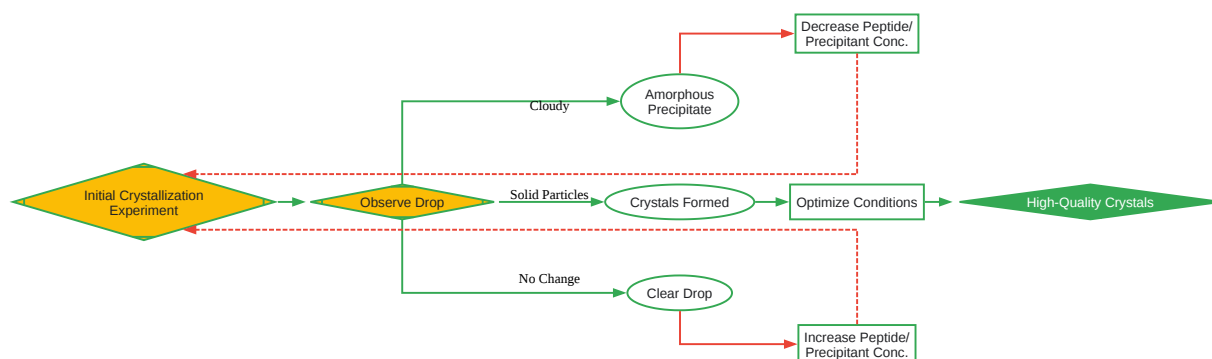 Decrease Peptide/
Precipitant Conc.
Amorphous
Precipitate
Cloudy
Initial Crystallization
Experiment
Observe Drop
Solid Particles
Crystals Formed
Optimize Conditions
High-Quality Crystals
No Change
Clear Drop
Increase Peptide/
Precipitant Conc.